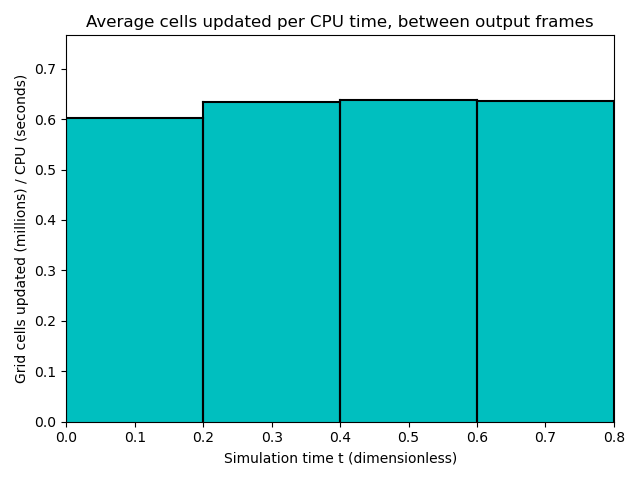 Average cells updated per CPU time, between output frames
Grid cells updated (millions) / CPU (seconds)
0.7
0.6
0.5
0.4
0.3
0.2
0.1
0.0
0.0 0.1 0.2 0.3 0.4 0.5 0.6 0.7 0.8
Simulation time t (dimensionless)